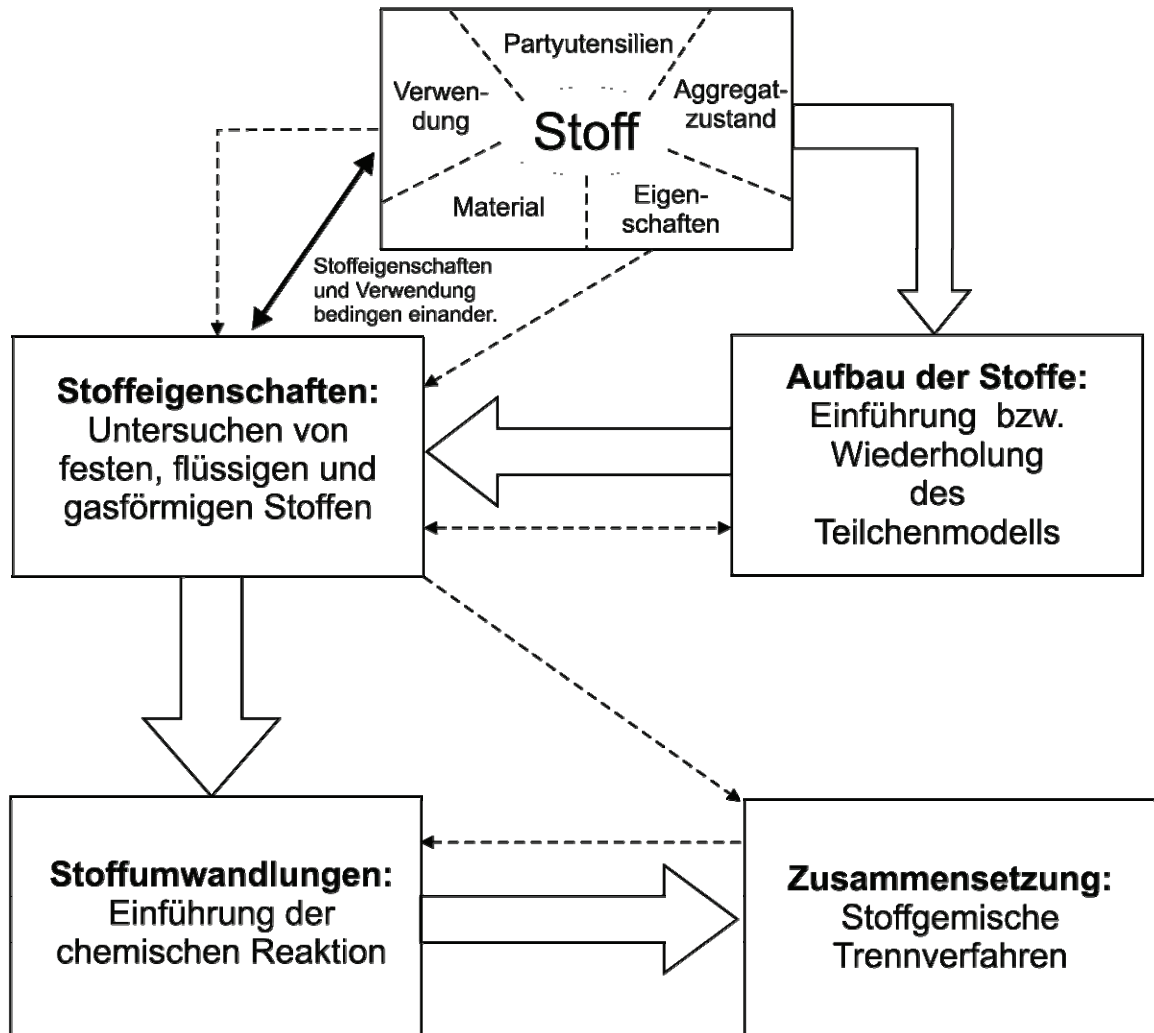 Partyutensilien
Verwen-
dung
Aggregat-
zustand
Stoff
Material
Eigen-
schaften
Stoffeigenschaften
und Verwendung
bedingen einander.
Stoffeigenschaften:
Untersuchen von
festen, flüssigen und
gasförmigen Stoffen
Aufbau der Stoffe:
Einführung bzw.
Wiederholung
des
Teilchenmodells
Stoffumwandlungen:
Einführung der
chemischen Reaktion
Zusammensetzung:
Stoffgemische
Trennverfahren